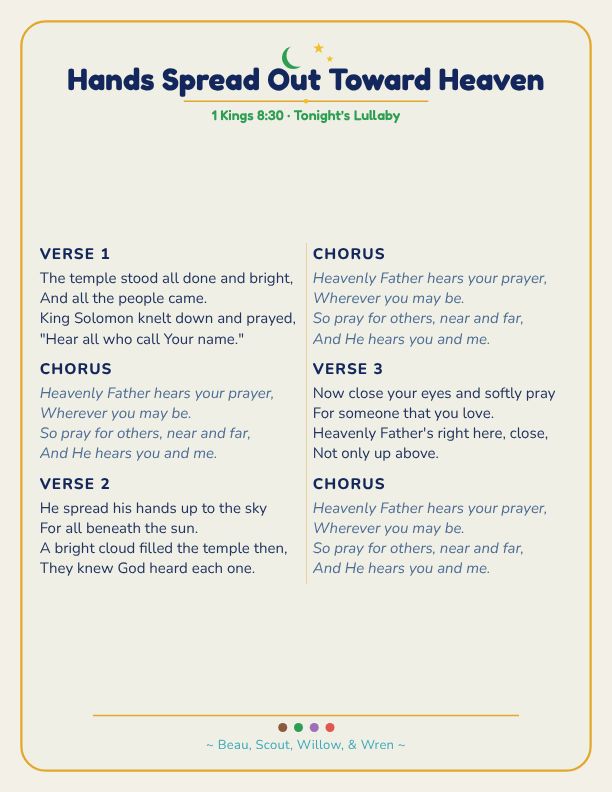 Hands Spread Out Toward Heaven
1 Kings 8:30 · Tonight's Lullaby
VERSE 1
The temple stood all done and bright,
And all the people came.
King Solomon knelt down and prayed,
"Hear all who call Your name."
CHORUS
Heavenly Father hears your prayer,
Wherever you may be.
So pray for others, near and far,
And He hears you and me.
VERSE 2
He spread his hands up to the sky
For all beneath the sun.
A bright cloud filled the temple then,
They knew God heard each one.
CHORUS
Heavenly Father hears your prayer,
Wherever you may be.
So pray for others, near and far,
And He hears you and me.
VERSE 3
Now close your eyes and softly pray
For someone that you love.
Heavenly Father's right here, close,
Not only up above.
CHORUS
Heavenly Father hears your prayer,
Wherever you may be.
So pray for others, near and far,
And He hears you and me.
~ Beau, Scout, Willow, & Wren ~